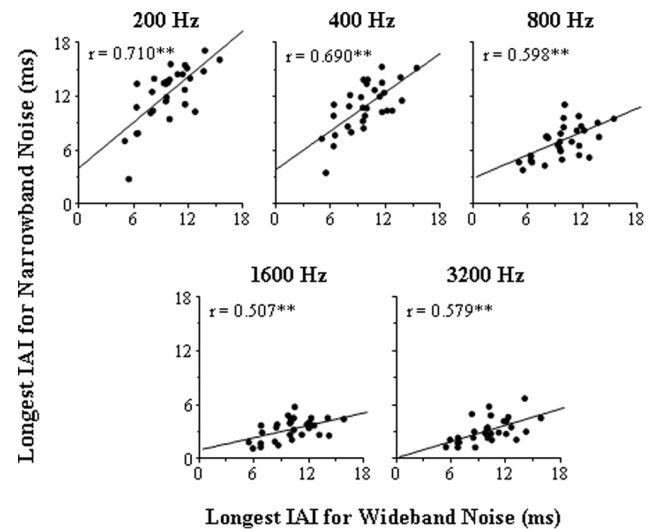 200 Hz
400 Hz
800 Hz
r = 0.710**
r = 0.690**
r = 0.598**
18
12
6
0
0 6 12 18
0 6 12 18
0 6 12 18
1600 Hz
3200 Hz
r = 0.507**
r = 0.579**
18
12
6
0
0 6 12 18
0 6 12 18
Longest IAI for Narrowband Noise (ms)
Longest IAI for Wideband Noise (ms)